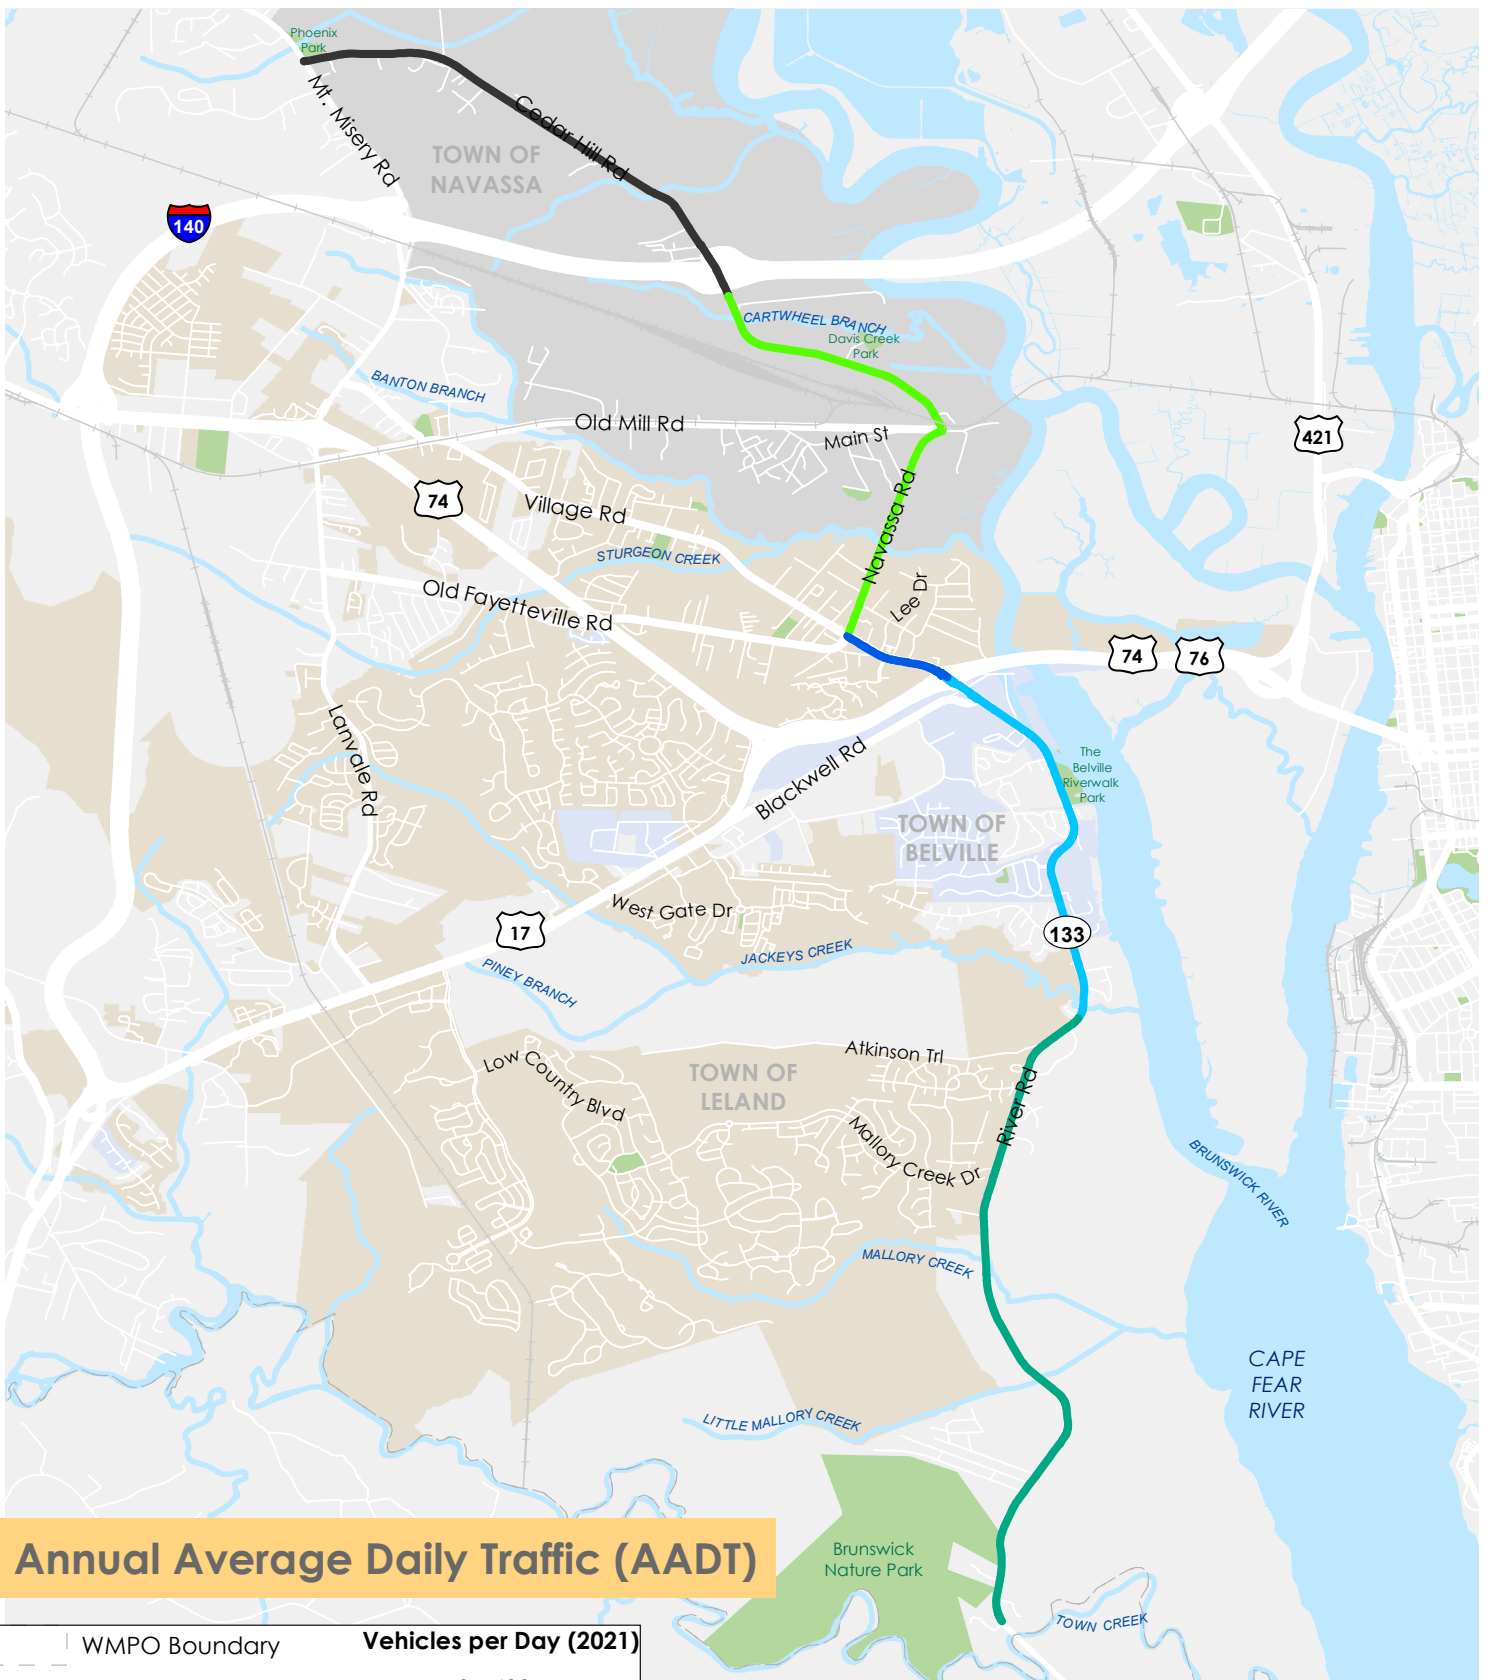 Phoenix
Park
Mt. Misery Rd
Cedar Hill Rd
TOWN OF
NAVASSA
140
CARTWHEEL BRANCH
Davis Creek
Park
BANTON BRANCH
Old Mill Rd
Main St
421
74
Village Rd
Navassa Rd
STURGEON CREEK
Old Fayetteville Rd
Lee Dr
74
76
Lanvale Rd
Blackwell Rd
The
Belville
Riverwalk
Park
TOWN OF
BELVILLE
West Gate Dr
17
133
JACKEYS CREEK
PINEY BRANCH
Low Country Blvd
Atkinson Trl
TOWN OF
LELAND
River Rd
Mallory Creek Dr
BRUNSWICK RIVER
MALLORY CREEK
CAPE
FEAR
RIVER
LITTLE MALLORY CREEK
Annual Average Daily Traffic (AADT)
Brunswick
Nature Park
TOWN CREEK
WMPO Boundary
Vehicles per Day (2021)